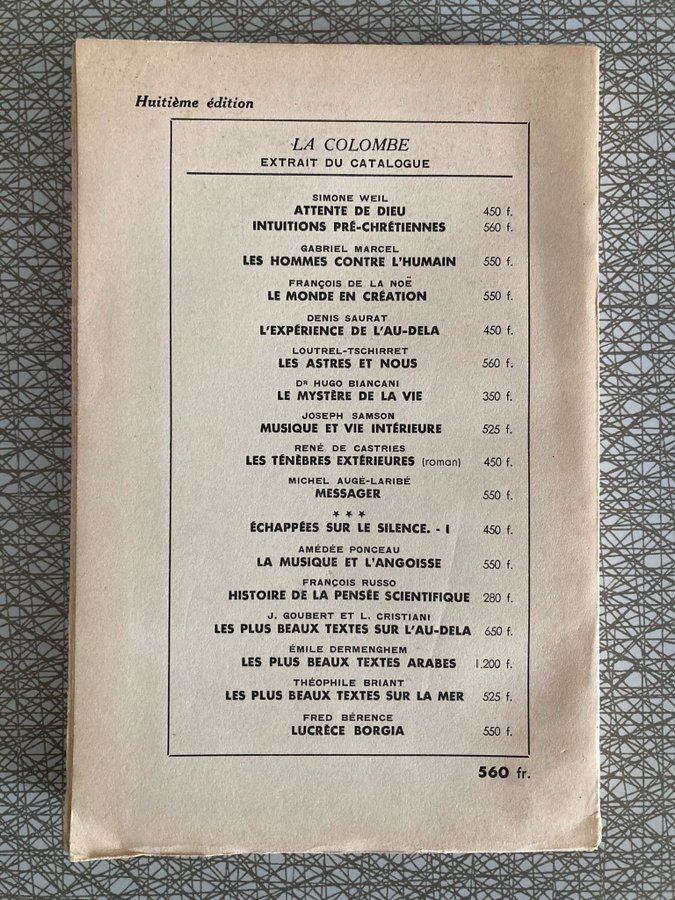 Huitième édition
LA COLOMBE
EXTRAIT DU CATALOGUE
SIMONE WEIL
ATTENTE DE DIEU 450 f.
INTUITIONS PRÉ-CHRÉTIENNES 560 f.
GABRIEL MARCEL
LES HOMMES CONTRE L'HUMAIN 550 f.
FRANÇOIS DE LA NOË
LE MONDE EN CRÉATION 550 f.
DENIS SAURAT
L'EXPÉRIENCE DE L'AU-DELA 450 f.
LOUTREL-TSCHIRRET
LES ASTRES ET NOUS 560 f.
Dr HUGO BIANCANI
LE MYSTÈRE DE LA VIE 350 f.
JOSEPH SAMSON
MUSIQUE ET VIE INTÉRIEURE 525 f.
RENÉ DE CASTRIES
LES TÉNÈBRES EXTÉRIEURES (roman) 450 f.
MICHEL AUGÉ-LARIBÉ
MESSAGER 550 f.
★ ★ ★
ÉCHAPPÉES SUR LE SILENCE. - I 450 f.
AMÉDÉE PONCEAU
LA MUSIQUE ET L'ANGOISSE 550 f.
FRANÇOIS RUSSO
HISTOIRE DE LA PENSÉE SCIENTIFIQUE 280 f.
J. GOUBERT ET L. CRISTIANI
LES PLUS BEAUX TEXTES SUR L'AU-DELA 650 f.
ÉMILE DERMENGHEM
LES PLUS BEAUX TEXTES ARABES 1.200 f.
THÉOPHILE BRIANT
LES PLUS BEAUX TEXTES SUR LA MER 525 f.
FRED BÉRENCE
LUCRÈCE BORGIA 550 f.
560 fr.